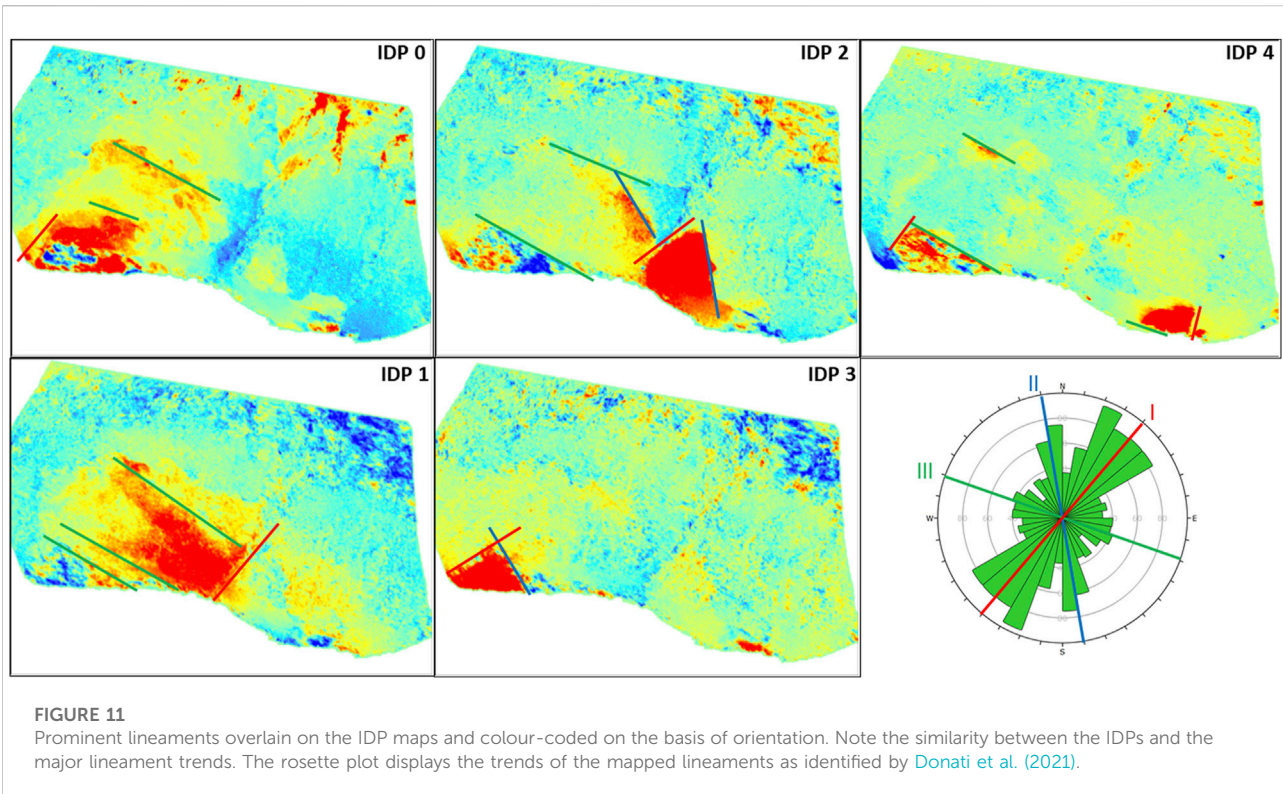 IDP 0
IDP 2
IDP 4
IDP 1
IDP 3
II
N
I
III
W
E
S
FIGURE 11
Prominent lineaments overlain on the IDP maps and colour-coded on the basis of orientation. Note the similarity between the IDPs and the
major lineament trends. The rosette plot displays the trends of the mapped lineaments as identified by Donati et al. (2021).